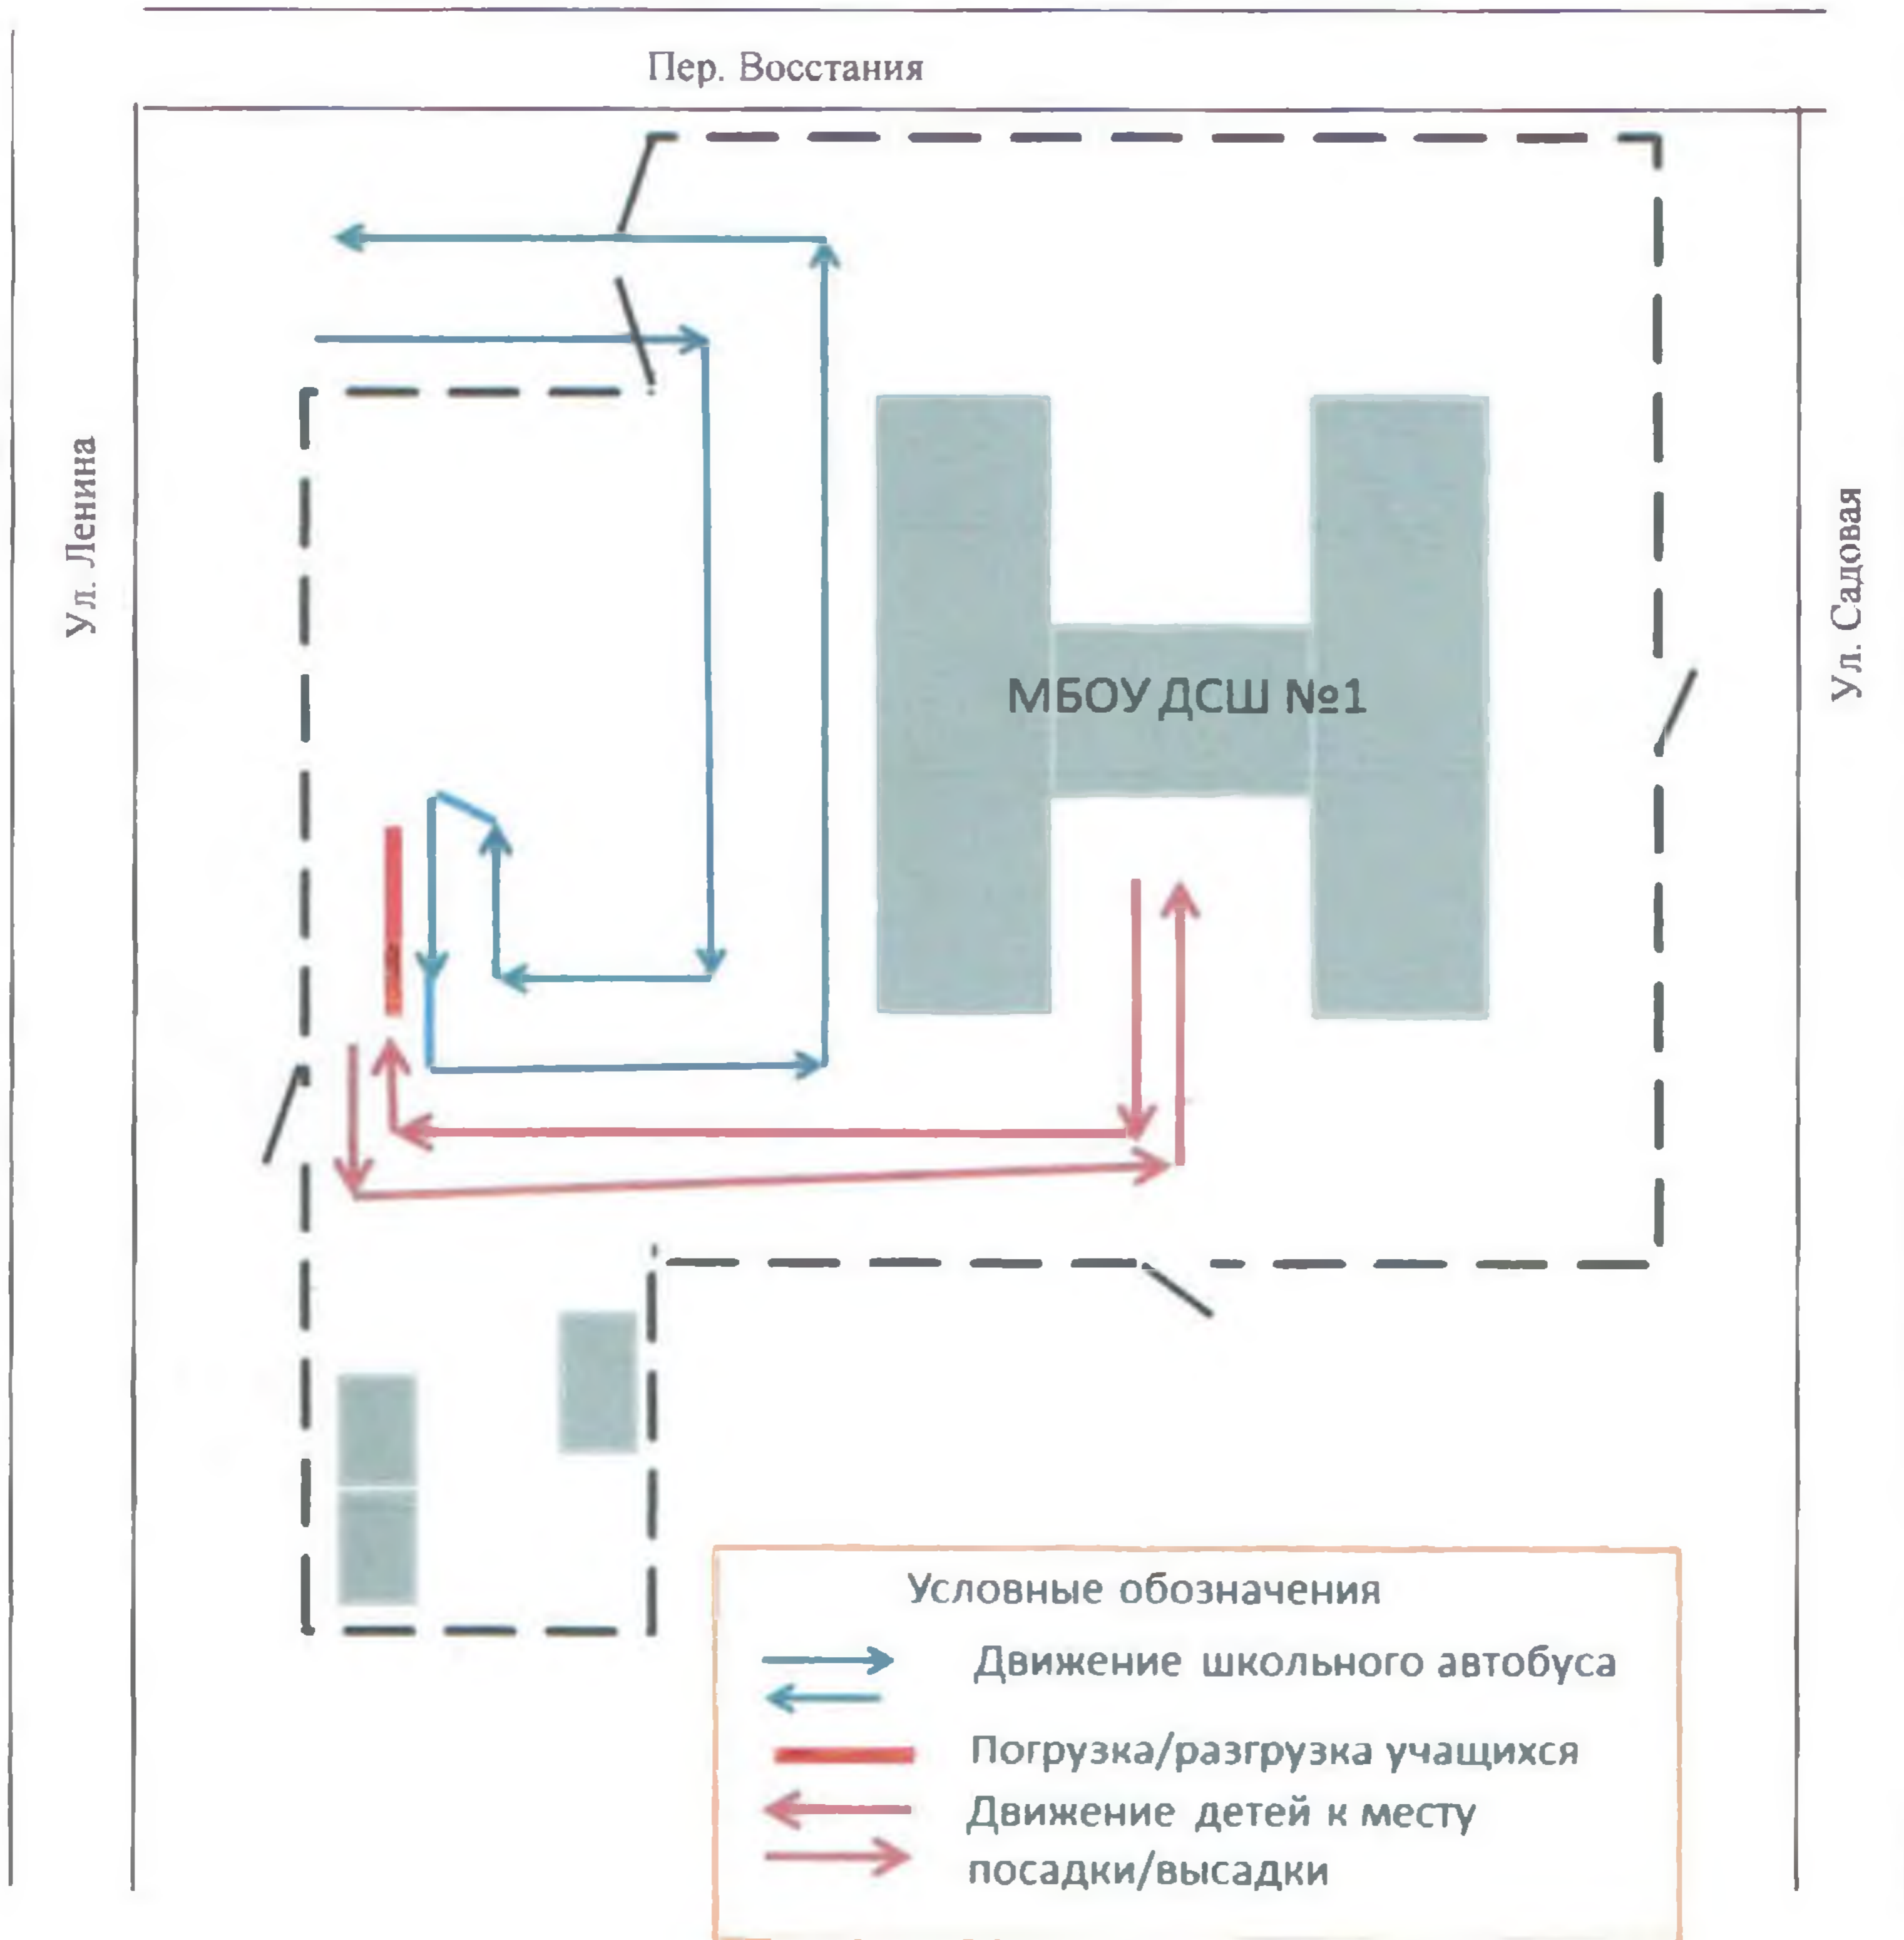 Пер. Восстания
Ул. Ленина
Ул. Садовая
МБОУ ДСШ №1
Условные обозначения
Движение школьного автобуса
Погрузка/разгрузка учащихся
Движение детей к месту
посадки/высадки